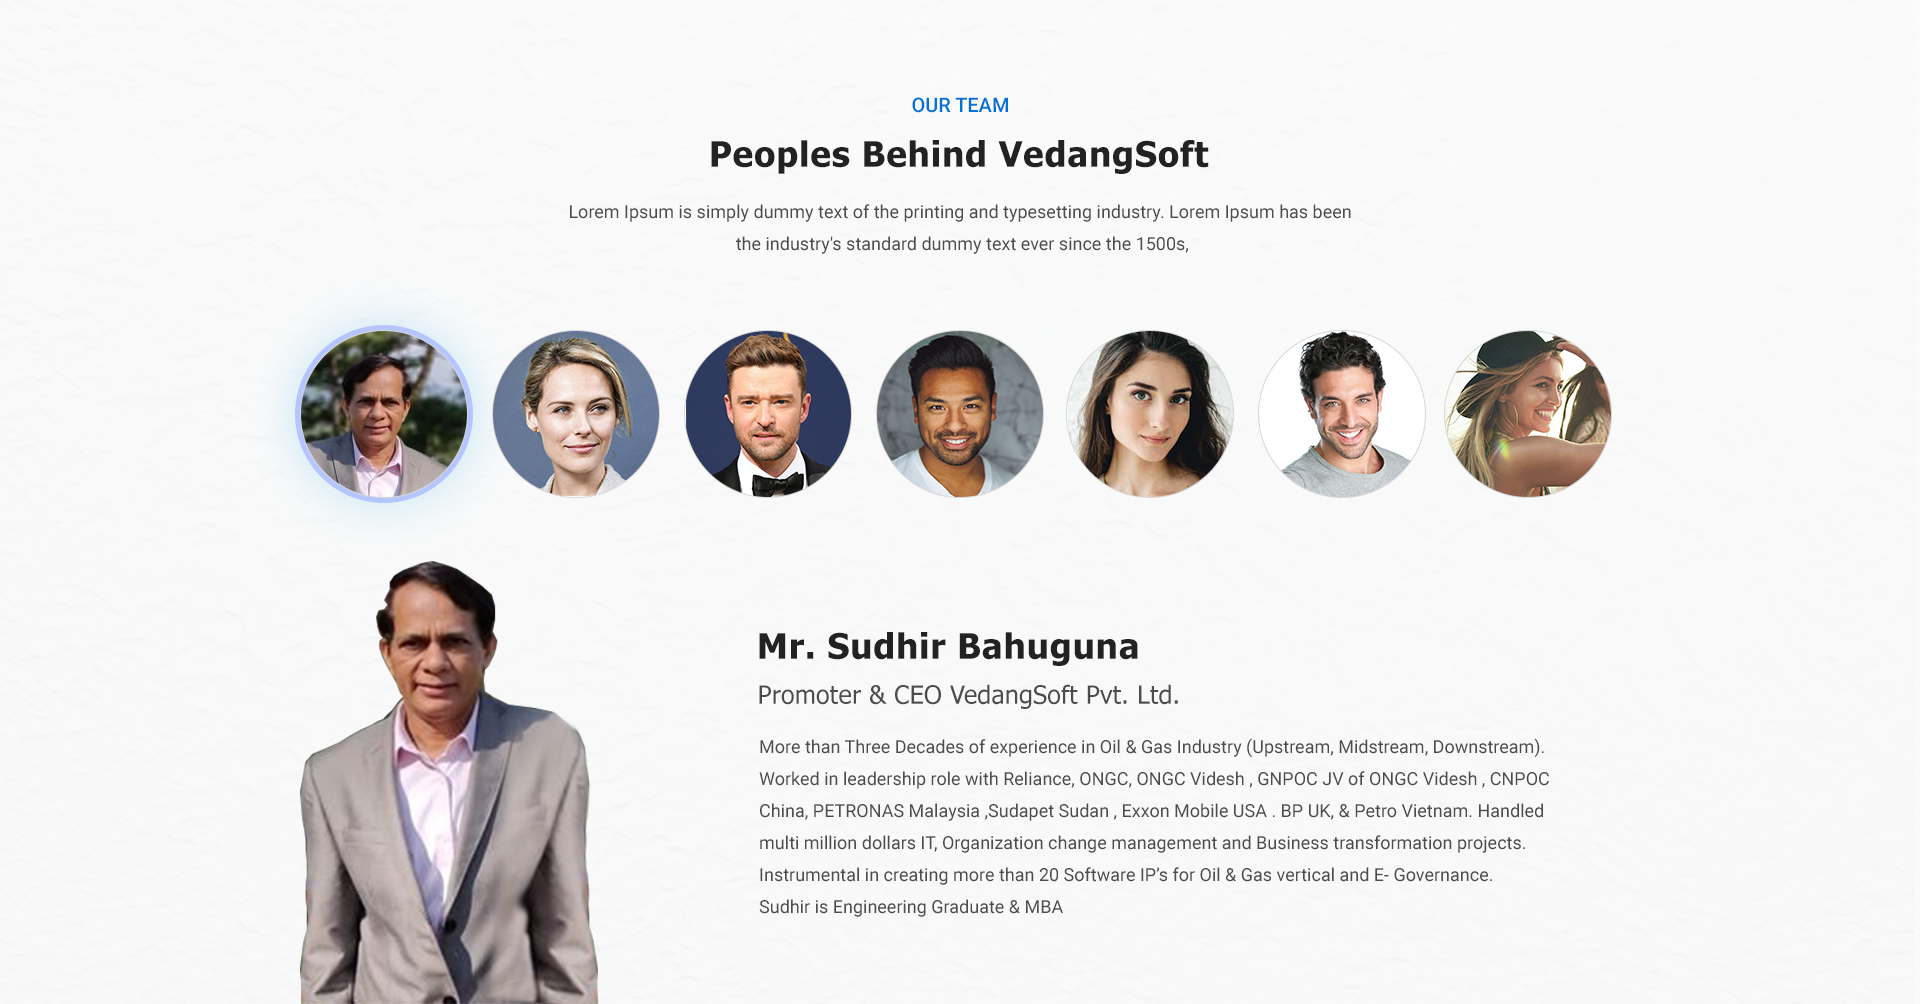 OUR TEAM
Peoples Behind VedangSoft
Lorem Ipsum is simply dummy text of the printing and typesetting industry. Lorem Ipsum has been
the industry's standard dummy text ever since the 1500s,
Mr. Sudhir Bahuguna
Promoter & CEO VedangSoft Pvt. Ltd.
More than Three Decades of experience in Oil & Gas Industry (Upstream, Midstream, Downstream).
Worked in leadership role with Reliance, ONGC, ONGC Videsh , GNPOC JV of ONGC Videsh , CNPOC
China, PETRONAS Malaysia ,Sudapet Sudan , Exxon Mobile USA . BP UK, & Petro Vietnam. Handled
multi million dollars IT, Organization change management and Business transformation projects.
Instrumental in creating more than 20 Software IP’s for Oil & Gas vertical and E- Governance.
Sudhir is Engineering Graduate & MBA